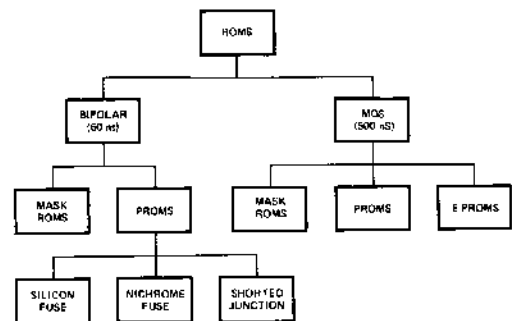 ROMS
BIPOLAR
(60 ns)
MOS
(500 nS)
MASK
ROMS
PROMS
MASK
ROMS
PROMS
E PROMS
SILICON
FUSE
NICHROME
FUSE
SHORTED
JUNCTION